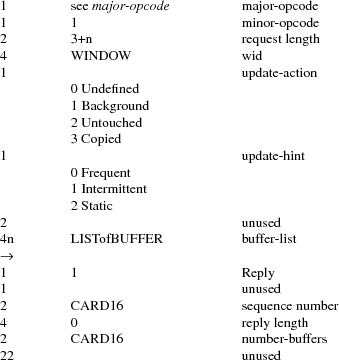 1 see major-opcode major-opcode
1 1 minor-opcode
2 3+n request length
4 WINDOW wid
1 update-action
0 Undefined
1 Background
2 Untouched
3 Copied
1 update-hint
0 Frequent
1 Intermittent
2 Static
2 unused
4n LISTofBUFFER buffer-list
→
1 1 Reply
1 unused
2 CARD16 sequence number
4 0 reply length
2 CARD16 number-buffers
22 unused